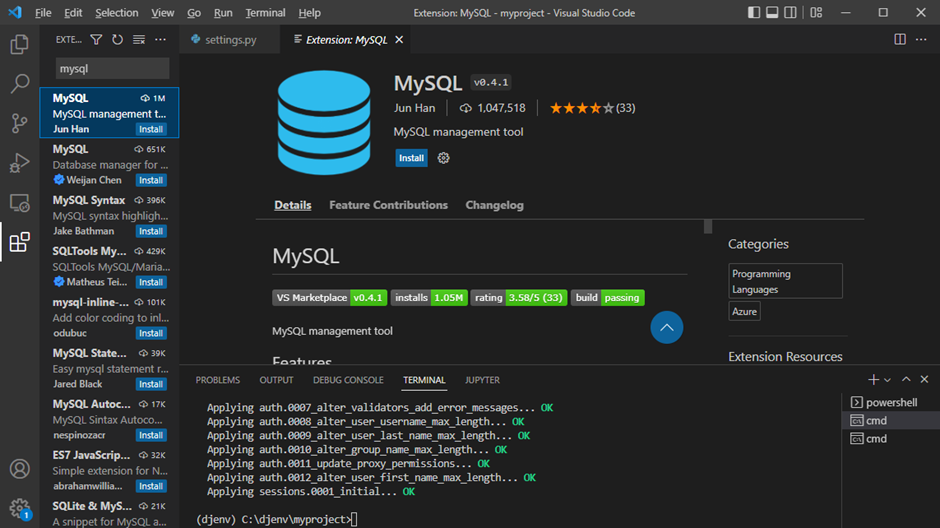 File Edit Selection View Go Run Terminal Help Extension: MySQL - myproject - Visual Studio Code
EXTE...
settings.py
Extension: MySQL
mysql
MySQL 1M
MySQL management t...
Jun Han Install
MySQL 651K
Database manager for ...
Weijan Chen Install
MySQL Syntax 396K
MySQL syntax highligh...
Jake Bathman Install
SQLTools My... 429K
SQLTools MySQL/Maria...
Matheus Tei... Install
mysql-inline-... 101K
Add color coding to inl...
odubuc Install
MySQL State... 39K
Easy mysql statement r...
Jared Black Install
MySQL Autoc... 17K
MySQL Sintax Autoco...
nespinozacr Install
ES7 JavaScrip... 32K
Simple extension for N...
abrahamwillia... Install
SQLite & MyS... 21K
A snippet for MySQL a...
1
MySQL v0.4.1
Jun Han 1,047,518 (33)
MySQL management tool
Install
Details Feature Contributions Changelog
MySQL
VS Marketplace v0.4.1 installs 1.05M rating 3.58/5 (33) build passing
MySQL management tool
Features
Categories
Programming
Languages
Azure
Extension Resources
PROBLEMS OUTPUT DEBUG CONSOLE TERMINAL JUPYTER
Applying auth.0007_alter_validators_add_error_messages... OK
Applying auth.0008_alter_user_username_max_length... OK
Applying auth.0009_alter_user_last_name_max_length... OK
Applying auth.0010_alter_group_name_max_length... OK
Applying auth.0011_update_proxy_permissions... OK
Applying auth.0012_alter_user_first_name_max_length... OK
Applying sessions.0001_initial... OK
(djenv) C:\djenv\myproject>
powershell
cmd
cmd